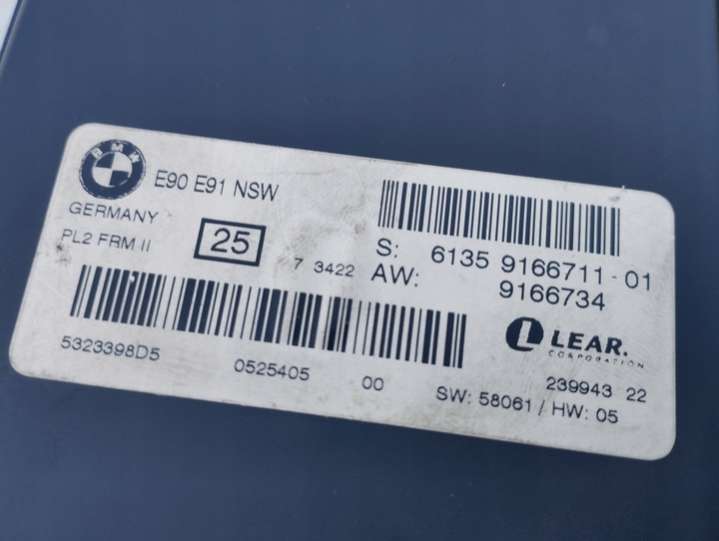 BMW
E90 E91 NSW
GERMANY
PL2 FRM II
25
7 3422
S: 6135 9166711-01
AW: 9166734
LEAR.
CORPORATION
5323398D5 0525405 00
239943 22
SW: 58061 / HW: 05